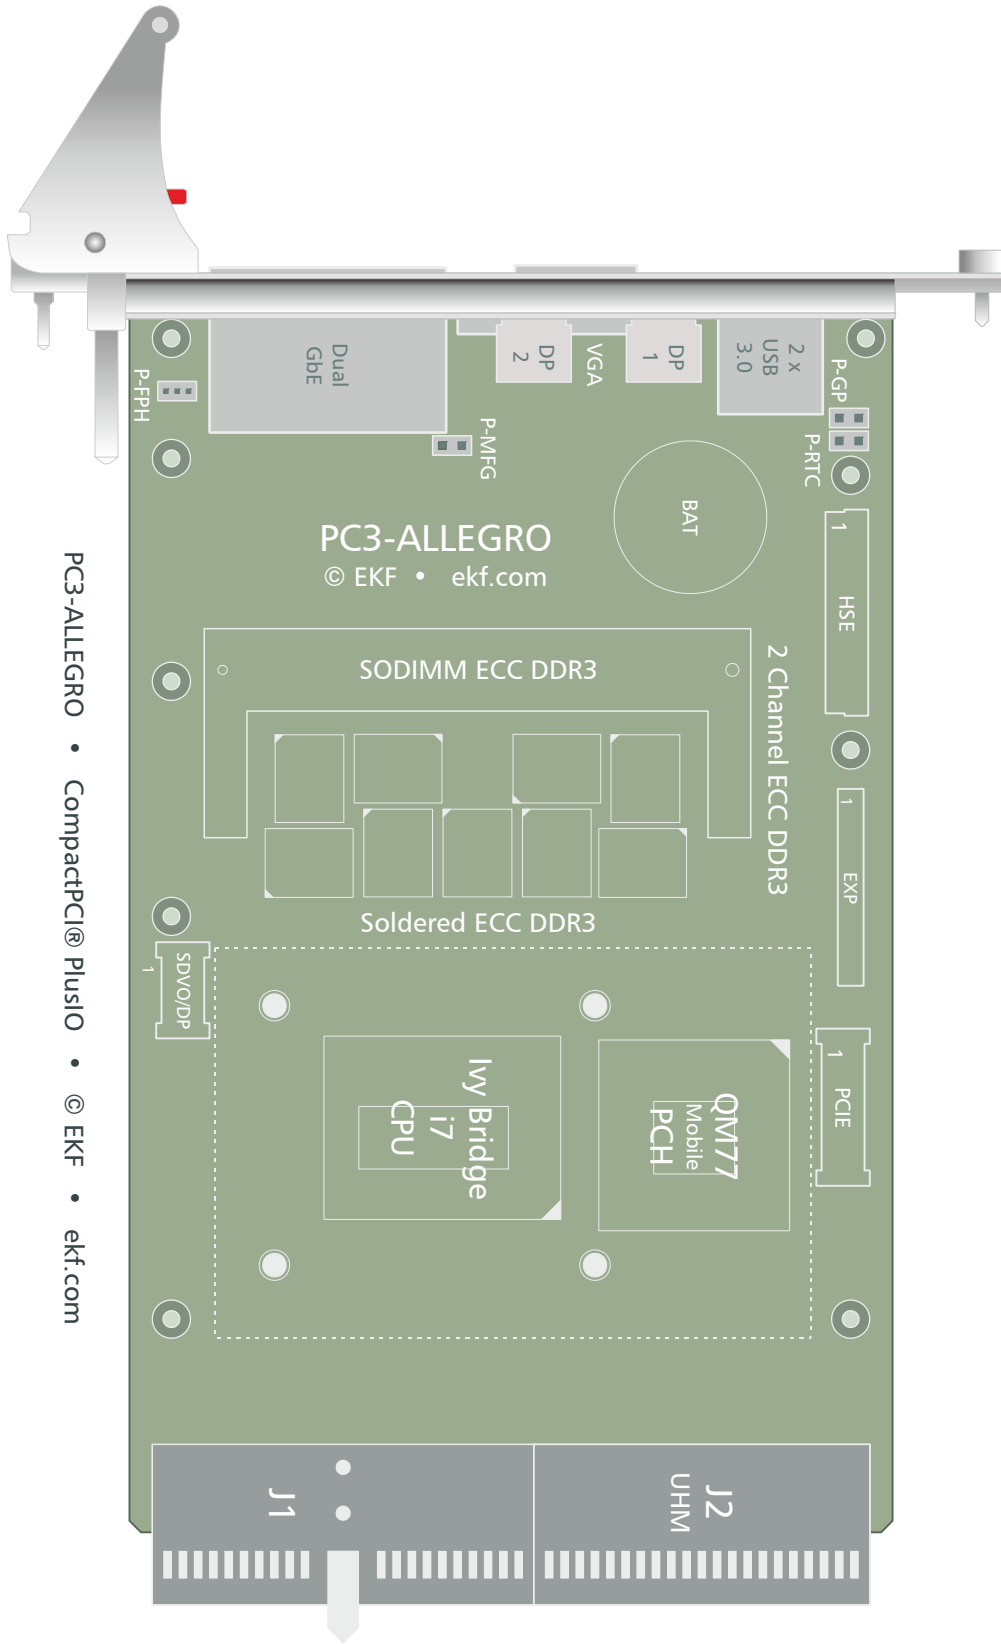 Dual
GbE
DP
2
VGA
DP
1
2 x
USB
3.0
P-FPH
P-GP
P-MFG
P-RTC
BAT
PC3-ALLEGRO
© EKF • ekf.com
1
HSE
SODIMM ECC DDR3
2 Channel ECC DDR3
1
EXP
Soldered ECC DDR3
1
SDVO/DP
Ivy Bridge
i7
CPU
QM77
Mobile
PCH
1
PCIE
J1
J2
UHM
PC3-ALLEGRO • CompactPCI® PlusIO • © EKF • ekf.com